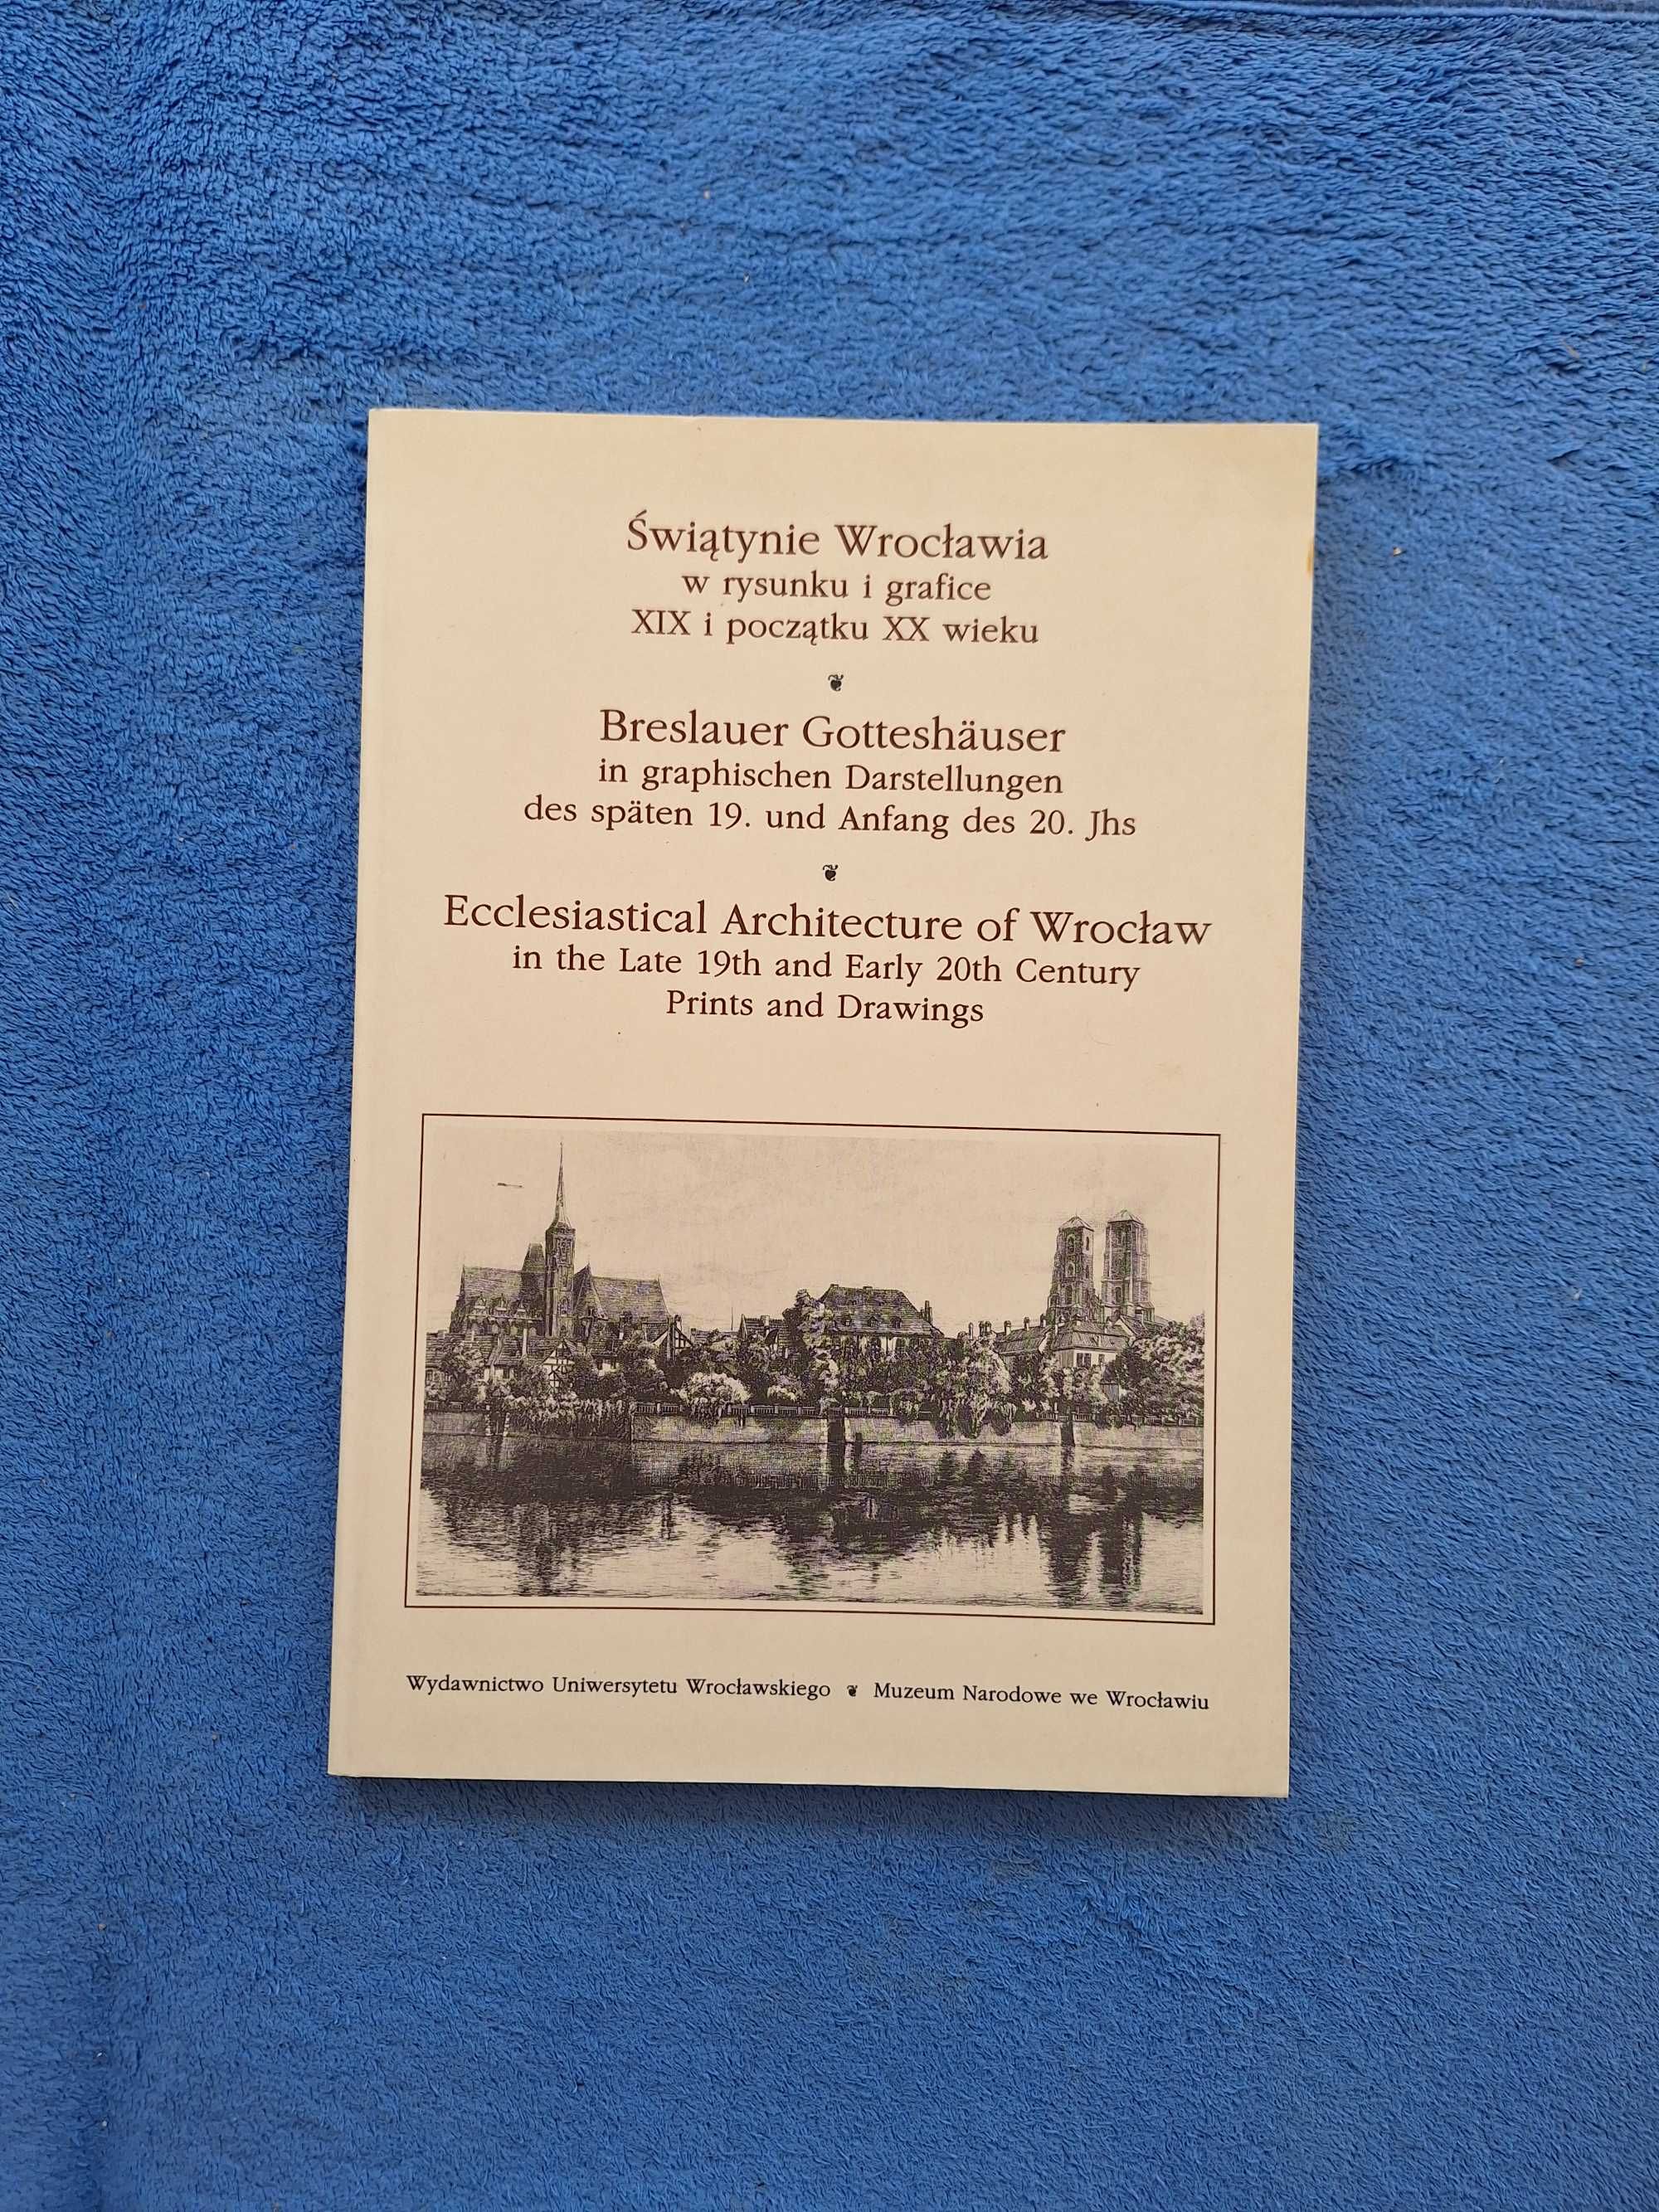 Świątynie Wrocławia
w rysunku i grafice
XIX i początku XX wieku
Breslauer Gotteshäuser
in graphischen Darstellungen
des späten 19. und Anfang des 20. Jhs
Ecclesiastical Architecture of Wrocław
in the Late 19th and Early 20th Century
Prints and Drawings
Wydawnictwo Uniwersytetu Wrocławskiego ❦ Muzeum Narodowe we Wrocławiu